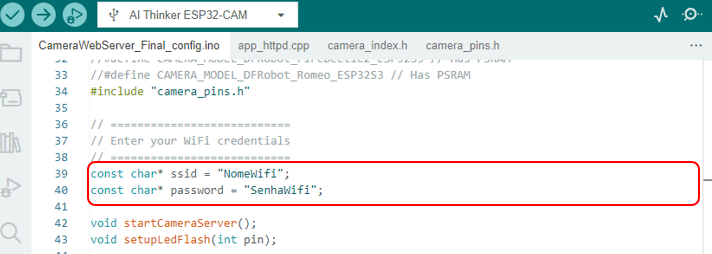 AI Thinker ESP32-CAM
CameraWebServer_Final_config.ino app_httpd.cpp camera_index.h camera_pins.h ...
33 //#define CAMERA_MODEL_DFRobot_Romeo_ESP32S3 // Has PSRAM
34 #include "camera_pins.h"
35
36 // ===========================
37 // Enter your WiFi credentials
38 // ===========================
39 const char* ssid = "NomeWifi";
40 const char* password = "SenhaWifi";
41
42 void startCameraServer();
43 void setupLedFlash(int pin);